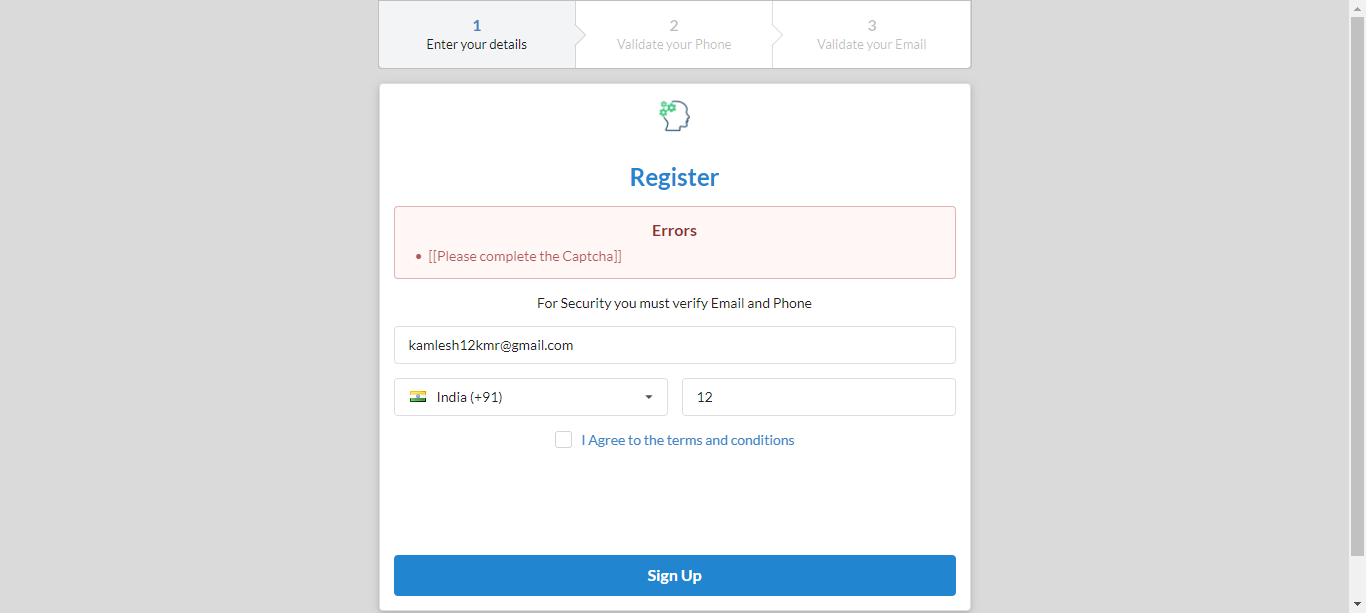 1
Enter your details
2
Validate your Phone
3
Validate your Email
Register
Errors
• [[Please complete the Captcha]]
For Security you must verify Email and Phone
kamlesh12kmr@gmail.com
India (+91)
12
I Agree to the terms and conditions
Sign Up